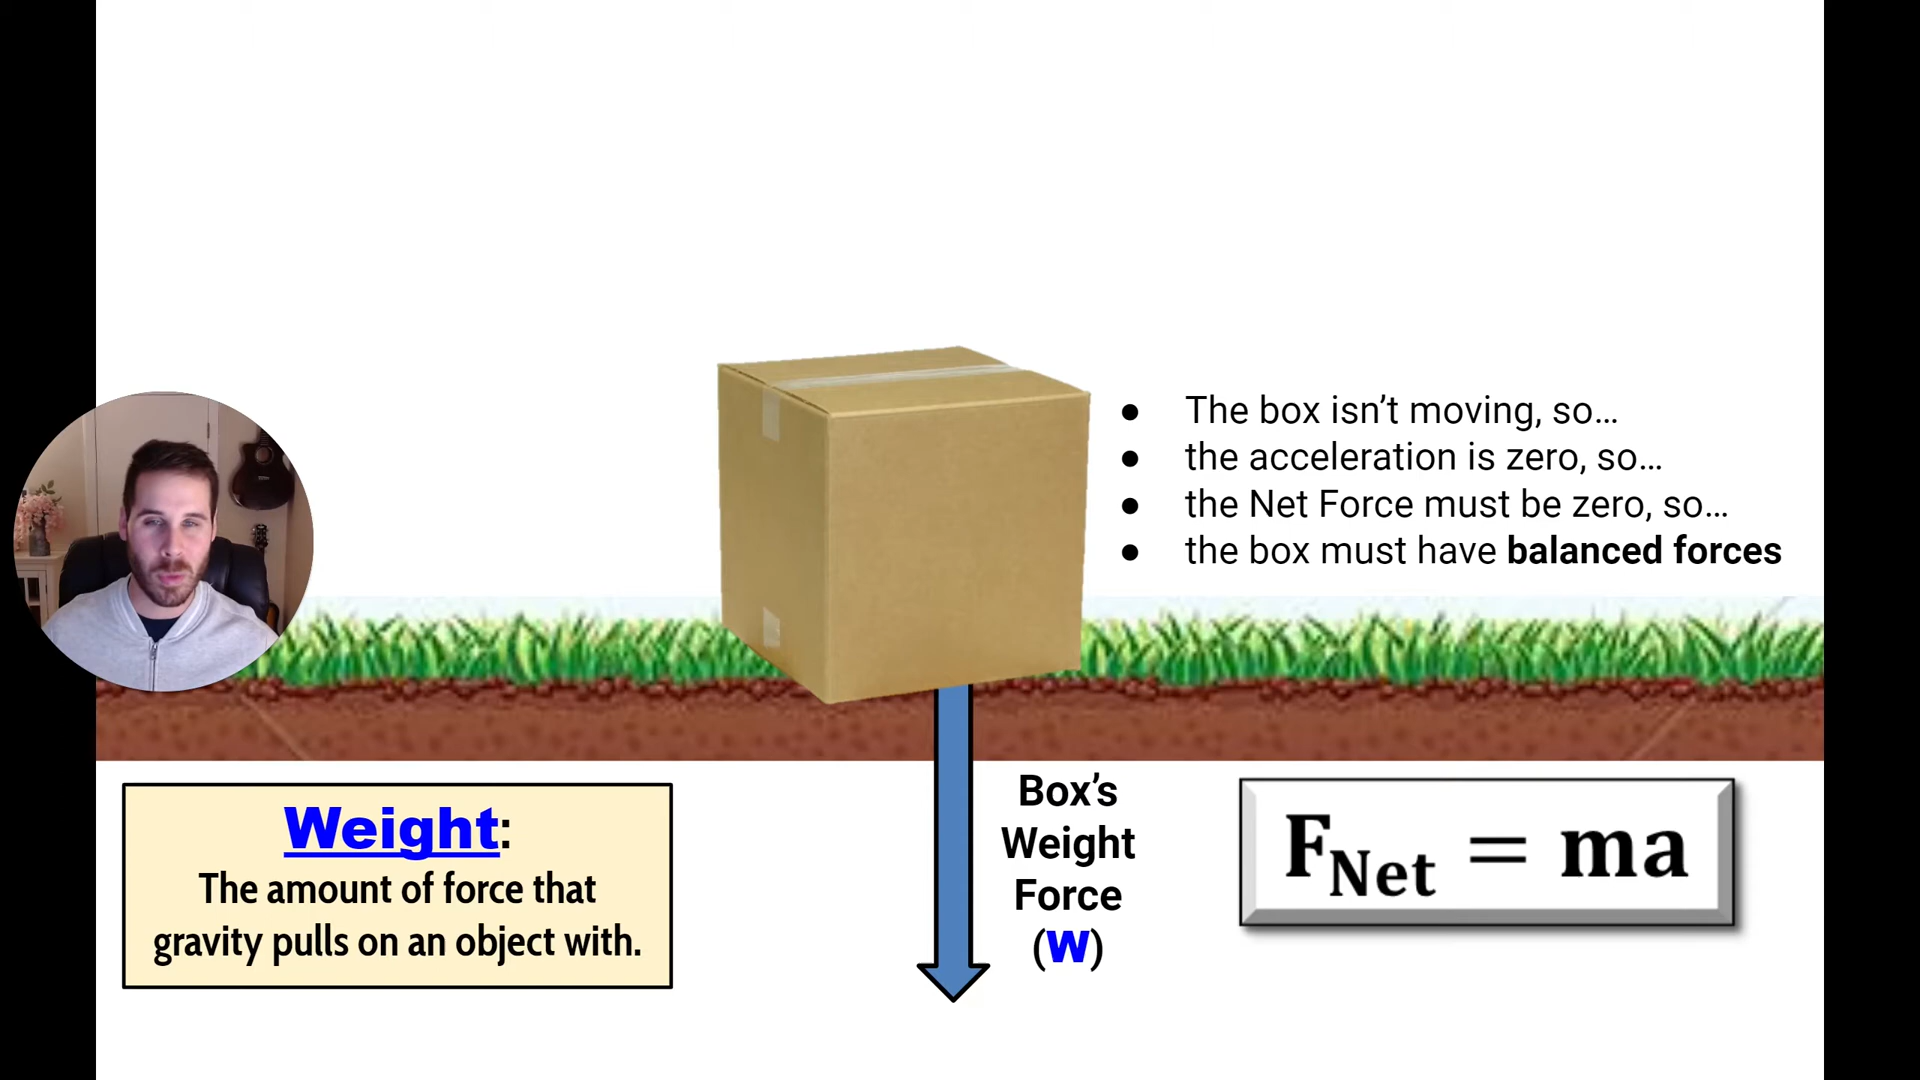 ● The box isn’t moving, so…
● the acceleration is zero, so…
● the Net Force must be zero, so…
● the box must have balanced forces
Weight:
The amount of force that
gravity pulls on an object with.
Box’s
Weight
Force
(W)
F_Net = ma